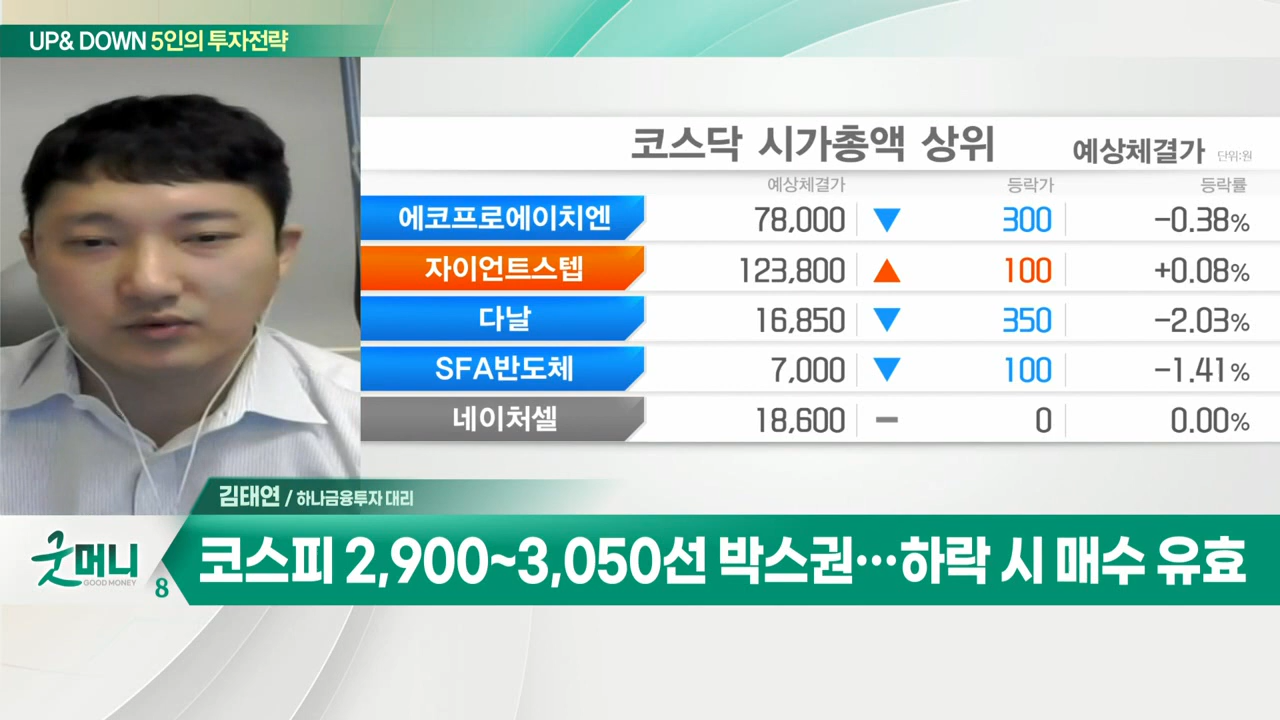 UP& DOWN 5인의 투자전략
코스닥 시가총액 상위 예상체결가 단위:원
예상체결가 등락가 등락률
에코프로에이치엔 78,000 ▼ 300 -0.38%
자이언트스텝 123,800 ▲ 100 +0.08%
다날 16,850 ▼ 350 -2.03%
SFA반도체 7,000 ▼ 100 -1.41%
네이처셀 18,600 - 0 0.00%
김태연 / 하나금융투자 대리
굿머니 GOOD MONEY 8
코스피 2,900~3,050선 박스권…하락 시 매수 유효